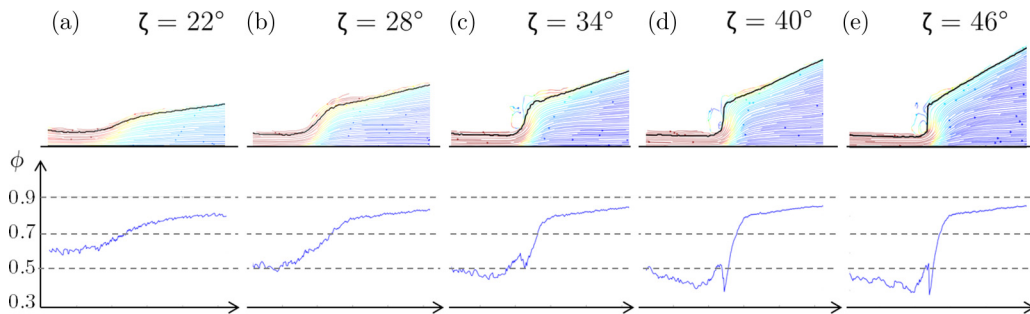 (a) ζ = 22° (b) ζ = 28° (c) ζ = 34° (d) ζ = 40° (e) ζ = 46°
ϕ
0.9
0.7
0.5
0.3